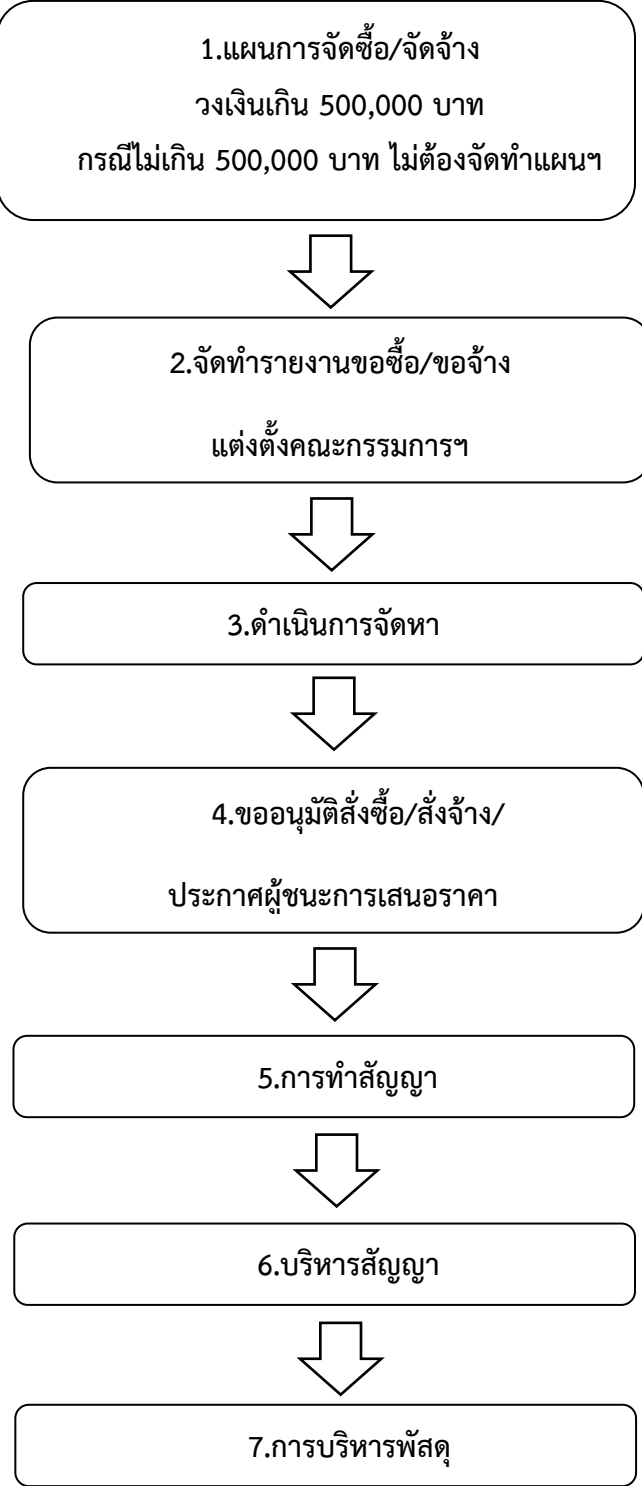 1.แผนการจัดซื้อ/จัดจ้าง
วงเงินเกิน 500,000 บาท
กรณีไม่เกิน 500,000 บาท ไม่ต้องจัดทำแผนฯ
2.จัดทำรายงานขอซื้อ/ขอจ้าง
แต่งตั้งคณะกรรมการฯ
3.ดำเนินการจัดหา
4.ขออนุมัติสั่งซื้อ/สั่งจ้าง/
ประกาศผู้ชนะการเสนอราคา
5.การทำสัญญา
6.บริหารสัญญา
7.การบริหารพัสดุ